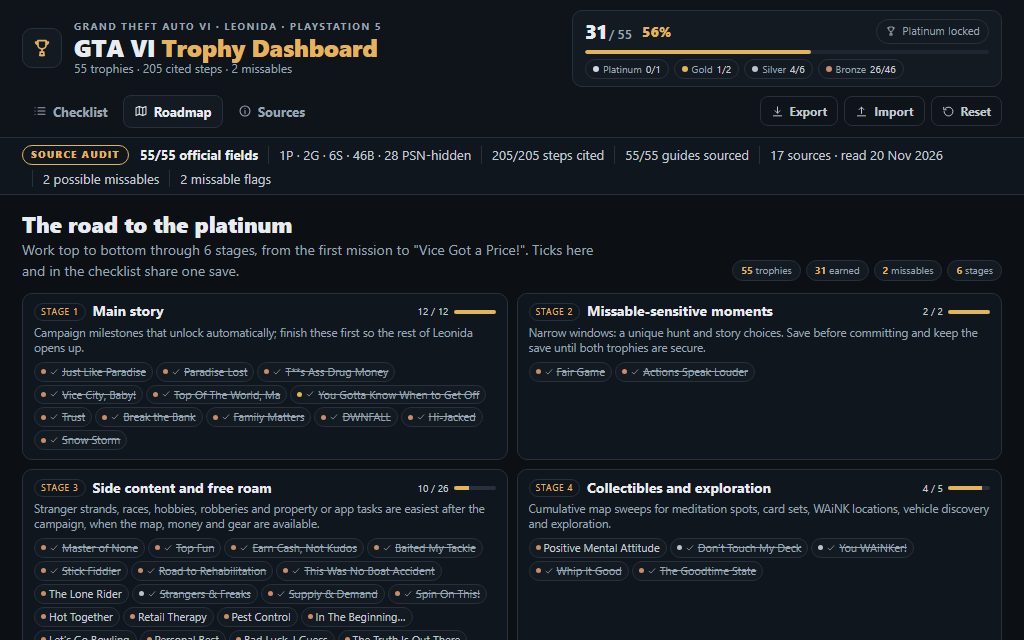 GRAND THEFT AUTO VI · LEONIDA · PLAYSTATION 5
GTA VI Trophy Dashboard
55 trophies · 205 cited steps · 2 missables
31 / 55 56%
Platinum locked
Platinum 0/1 Gold 1/2 Silver 4/6 Bronze 26/46
Checklist Roadmap Sources
Export Import Reset
SOURCE AUDIT 55/55 official fields 1P · 2G · 6S · 46B · 28 PSN-hidden 205/205 steps cited 55/55 guides sourced 17 sources · read 20 Nov 2026
2 possible missables 2 missable flags
The road to the platinum
Work top to bottom through 6 stages, from the first mission to "Vice Got a Price!". Ticks here
and in the checklist share one save.
55 trophies 31 earned 2 missables 6 stages
STAGE 1 Main story 12 / 12
Campaign milestones that unlock automatically; finish these first so the rest of Leonida
opens up.
Just Like Paradise Paradise Lost T**s Ass Drug Money
Vice City, Baby! Top Of The World, Ma You Gotta Know When to Get Off
Trust Break the Bank Family Matters DWNFALL Hi-Jacked
Snow Storm
STAGE 2 Missable-sensitive moments 2 / 2
Narrow windows: a unique hunt and story choices. Save before committing and keep the
save until both trophies are secure.
Fair Game Actions Speak Louder
STAGE 3 Side content and free roam 10 / 26
Stranger strands, races, hobbies, robberies and property or app tasks are easiest after the
campaign, when the map, money and gear are available.
Master of None Top Fun Earn Cash, Not Kudos Baited My Tackle
Stick Fiddler Road to Rehabilitation This Was No Boat Accident
The Lone Rider Strangers & Freaks Supply & Demand Spin On This!
Hot Together Retail Therapy Pest Control In The Beginning...
Let's Go Bowling Personal Best Bad Luck, I Guess The Truth Is Out There
STAGE 4 Collectibles and exploration 4 / 5
Cumulative map sweeps for meditation spots, card sets, WAiNK locations, vehicle discovery
and exploration.
Positive Mental Attitude Don't Touch My Deck You WAiNKer!
Whip It Good The Goodtime State